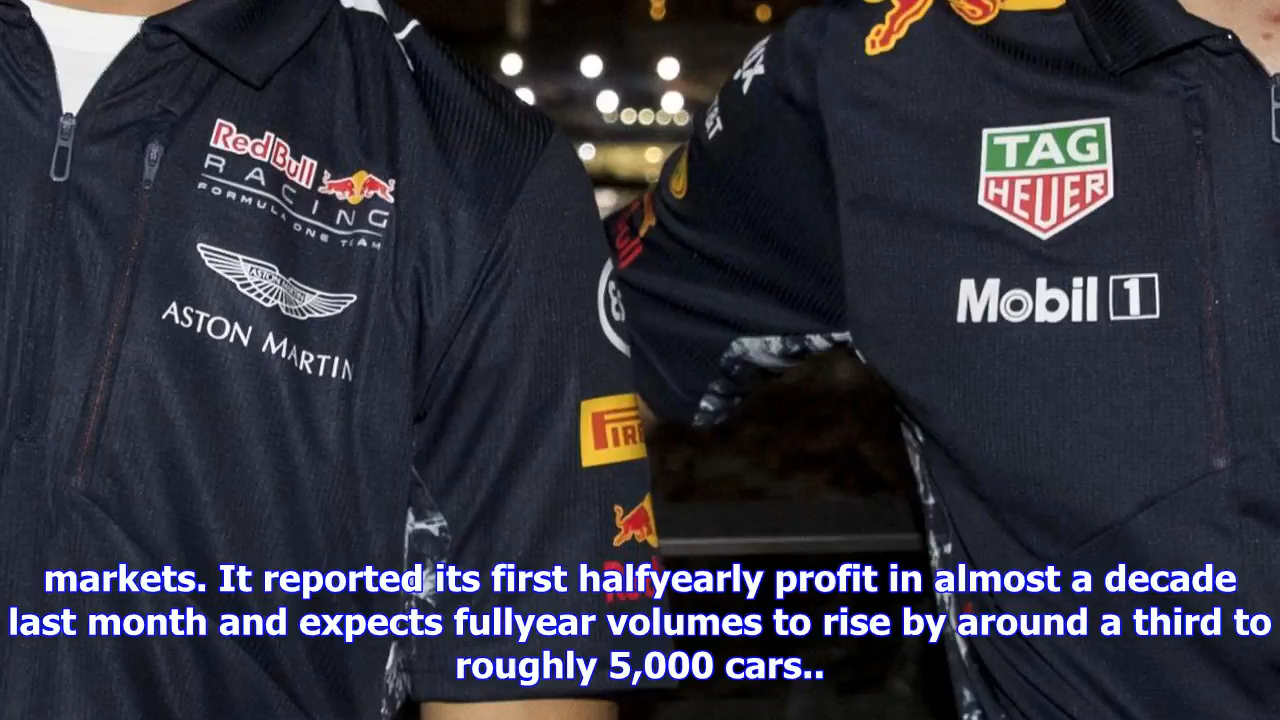 Red Bull
RACING
FORMULA ONE TEAM
ASTON MARTIN
ASTON MARTIN
TAG
HEUER
Mobil 1
markets. It reported its first halfyearly profit in almost a decade
last month and expects fullyear volumes to rise by around a third to
roughly 5,000 cars..